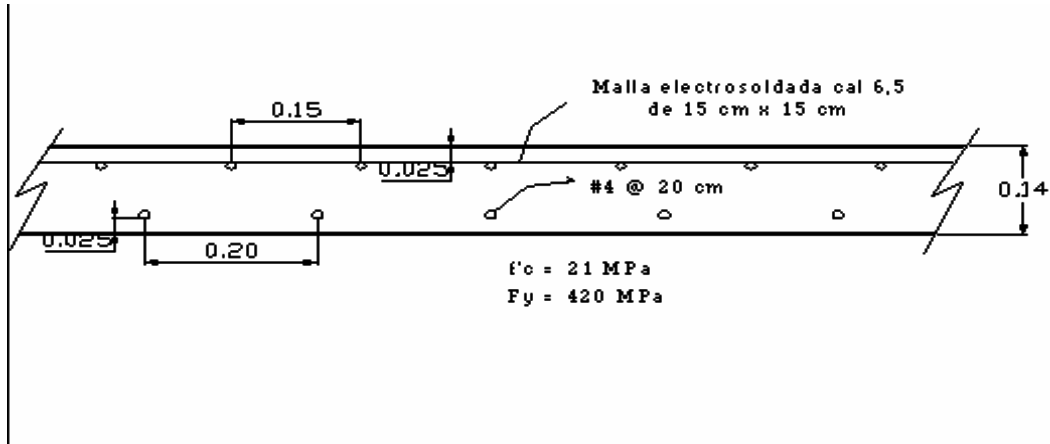 Malla electrosoldada cal 6,5
de 15 cm x 15 cm
0.15
0.025
#4 @ 20 cm
0.14
0.025
0.20
f'c = 21 MPa
Fy = 420 MPa